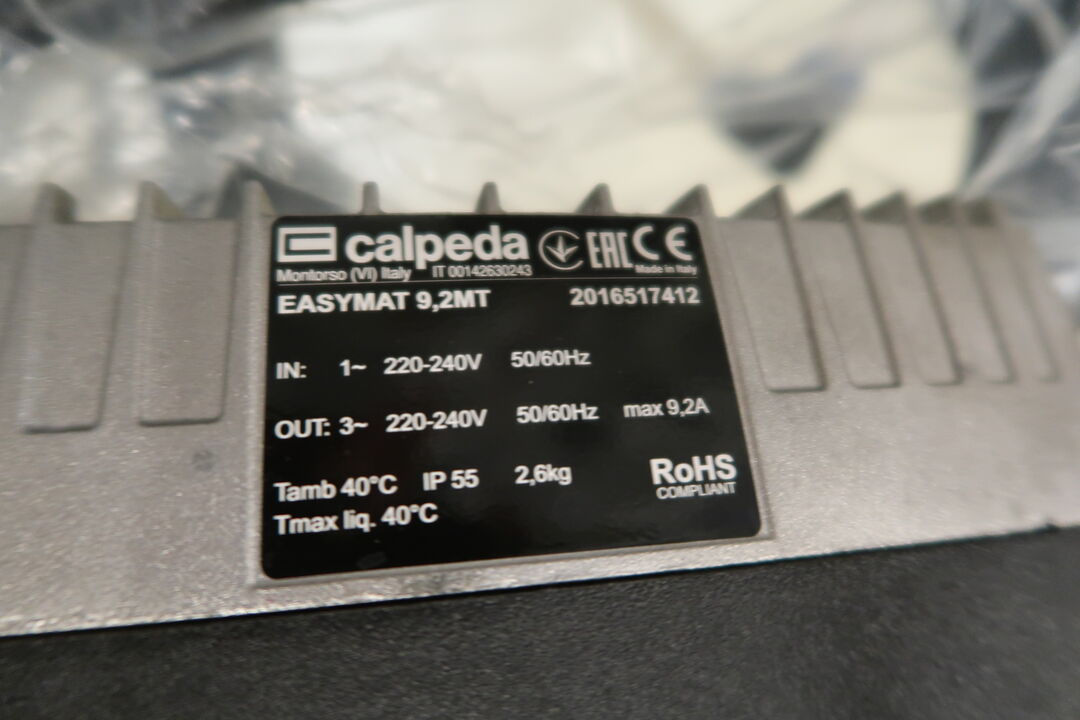 calpeda EAC CE
Montorso (VI) Italy IT 00142630243 Made in Italy
EASYMAT 9,2MT 2016517412
IN: 1~ 220-240V 50/60Hz
OUT: 3~ 220-240V 50/60Hz max 9,2A
Tamb 40°C IP 55 2,6kg RoHS
COMPLIANT
Tmax liq. 40°C